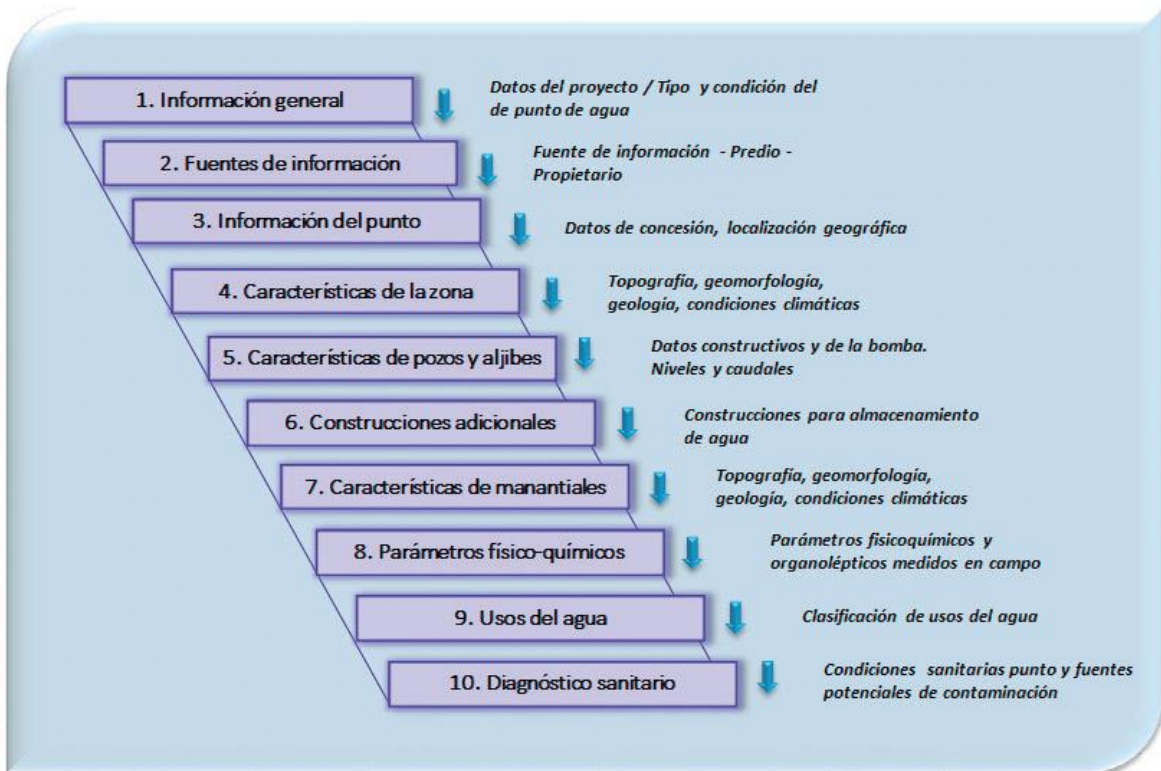 1. Información general
Datos del proyecto / Tipo y condición del
de punto de agua
2. Fuentes de información
Fuente de información - Predio -
Propietario
3. Información del punto
Datos de concesión, localización geográfica
4. Características de la zona
Topografía, geomorfología,
geología, condiciones climáticas
5. Características de pozos y aljibes
Datos constructivos y de la bomba.
Niveles y caudales
6. Construcciones adicionales
Construcciones para almacenamiento
de agua
7. Características de manantiales
Topografía, geomorfología,
geología, condiciones climáticas
8. Parámetros físico-químicos
Parámetros fisicoquímicos y
organolépticos medidos en campo
9. Usos del agua
Clasificación de usos del agua
10. Diagnóstico sanitario
Condiciones sanitarias punto y fuentes
potenciales de contaminación